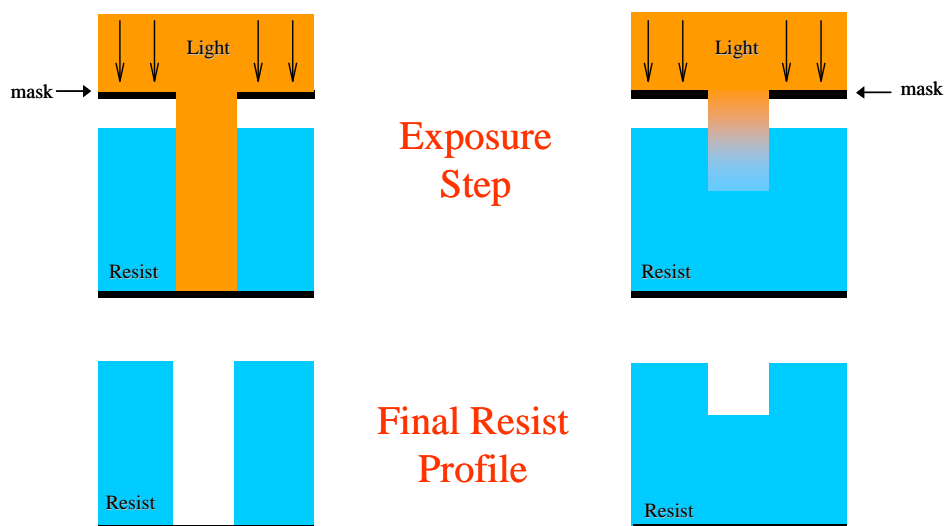 Light
Light
mask
mask
Exposure
Step
Resist
Resist
Final Resist
Profile
Resist
Resist